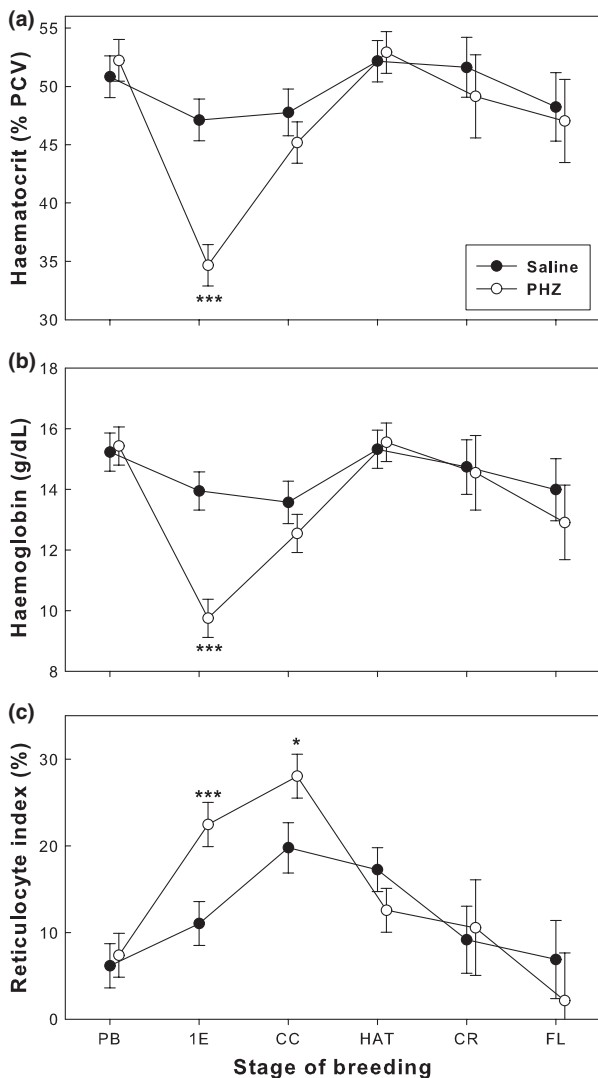 (a)
Haematocrit (% PCV)
55
50
45
40
35
30
***
Saline
PHZ
(b)
Haemoglobin (g/dL)
18
16
14
12
10
8
***
(c)
Reticulocyte index (%)
30
20
10
0
***
*
PB 1E CC HAT CR FL
Stage of breeding